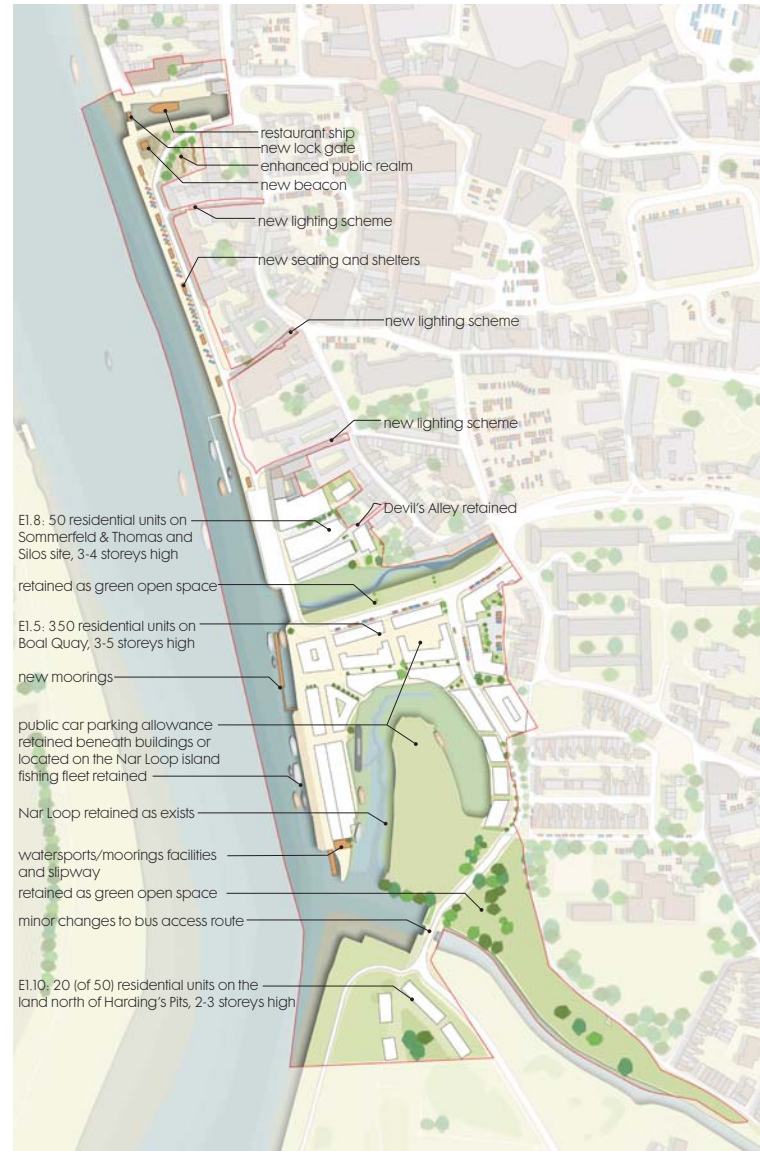 restaurant ship
new lock gate
enhanced public realm
new beacon
new lighting scheme
new seating and shelters
new lighting scheme
new lighting scheme
Devil's Alley retained
E1.8: 50 residential units on
Sommerfeld & Thomas and
Silos site, 3-4 storeys high
retained as green open space
E1.5: 350 residential units on
Boal Quay, 3-5 storeys high
new moorings
public car parking allowance
retained beneath buildings or
located on the Nar Loop island
fishing fleet retained
Nar Loop retained as exists
watersports/moorings facilities
and slipway
retained as green open space
minor changes to bus access route
E1.10: 20 (of 50) residential units on the
land north of Harding's Pits, 2-3 storeys high